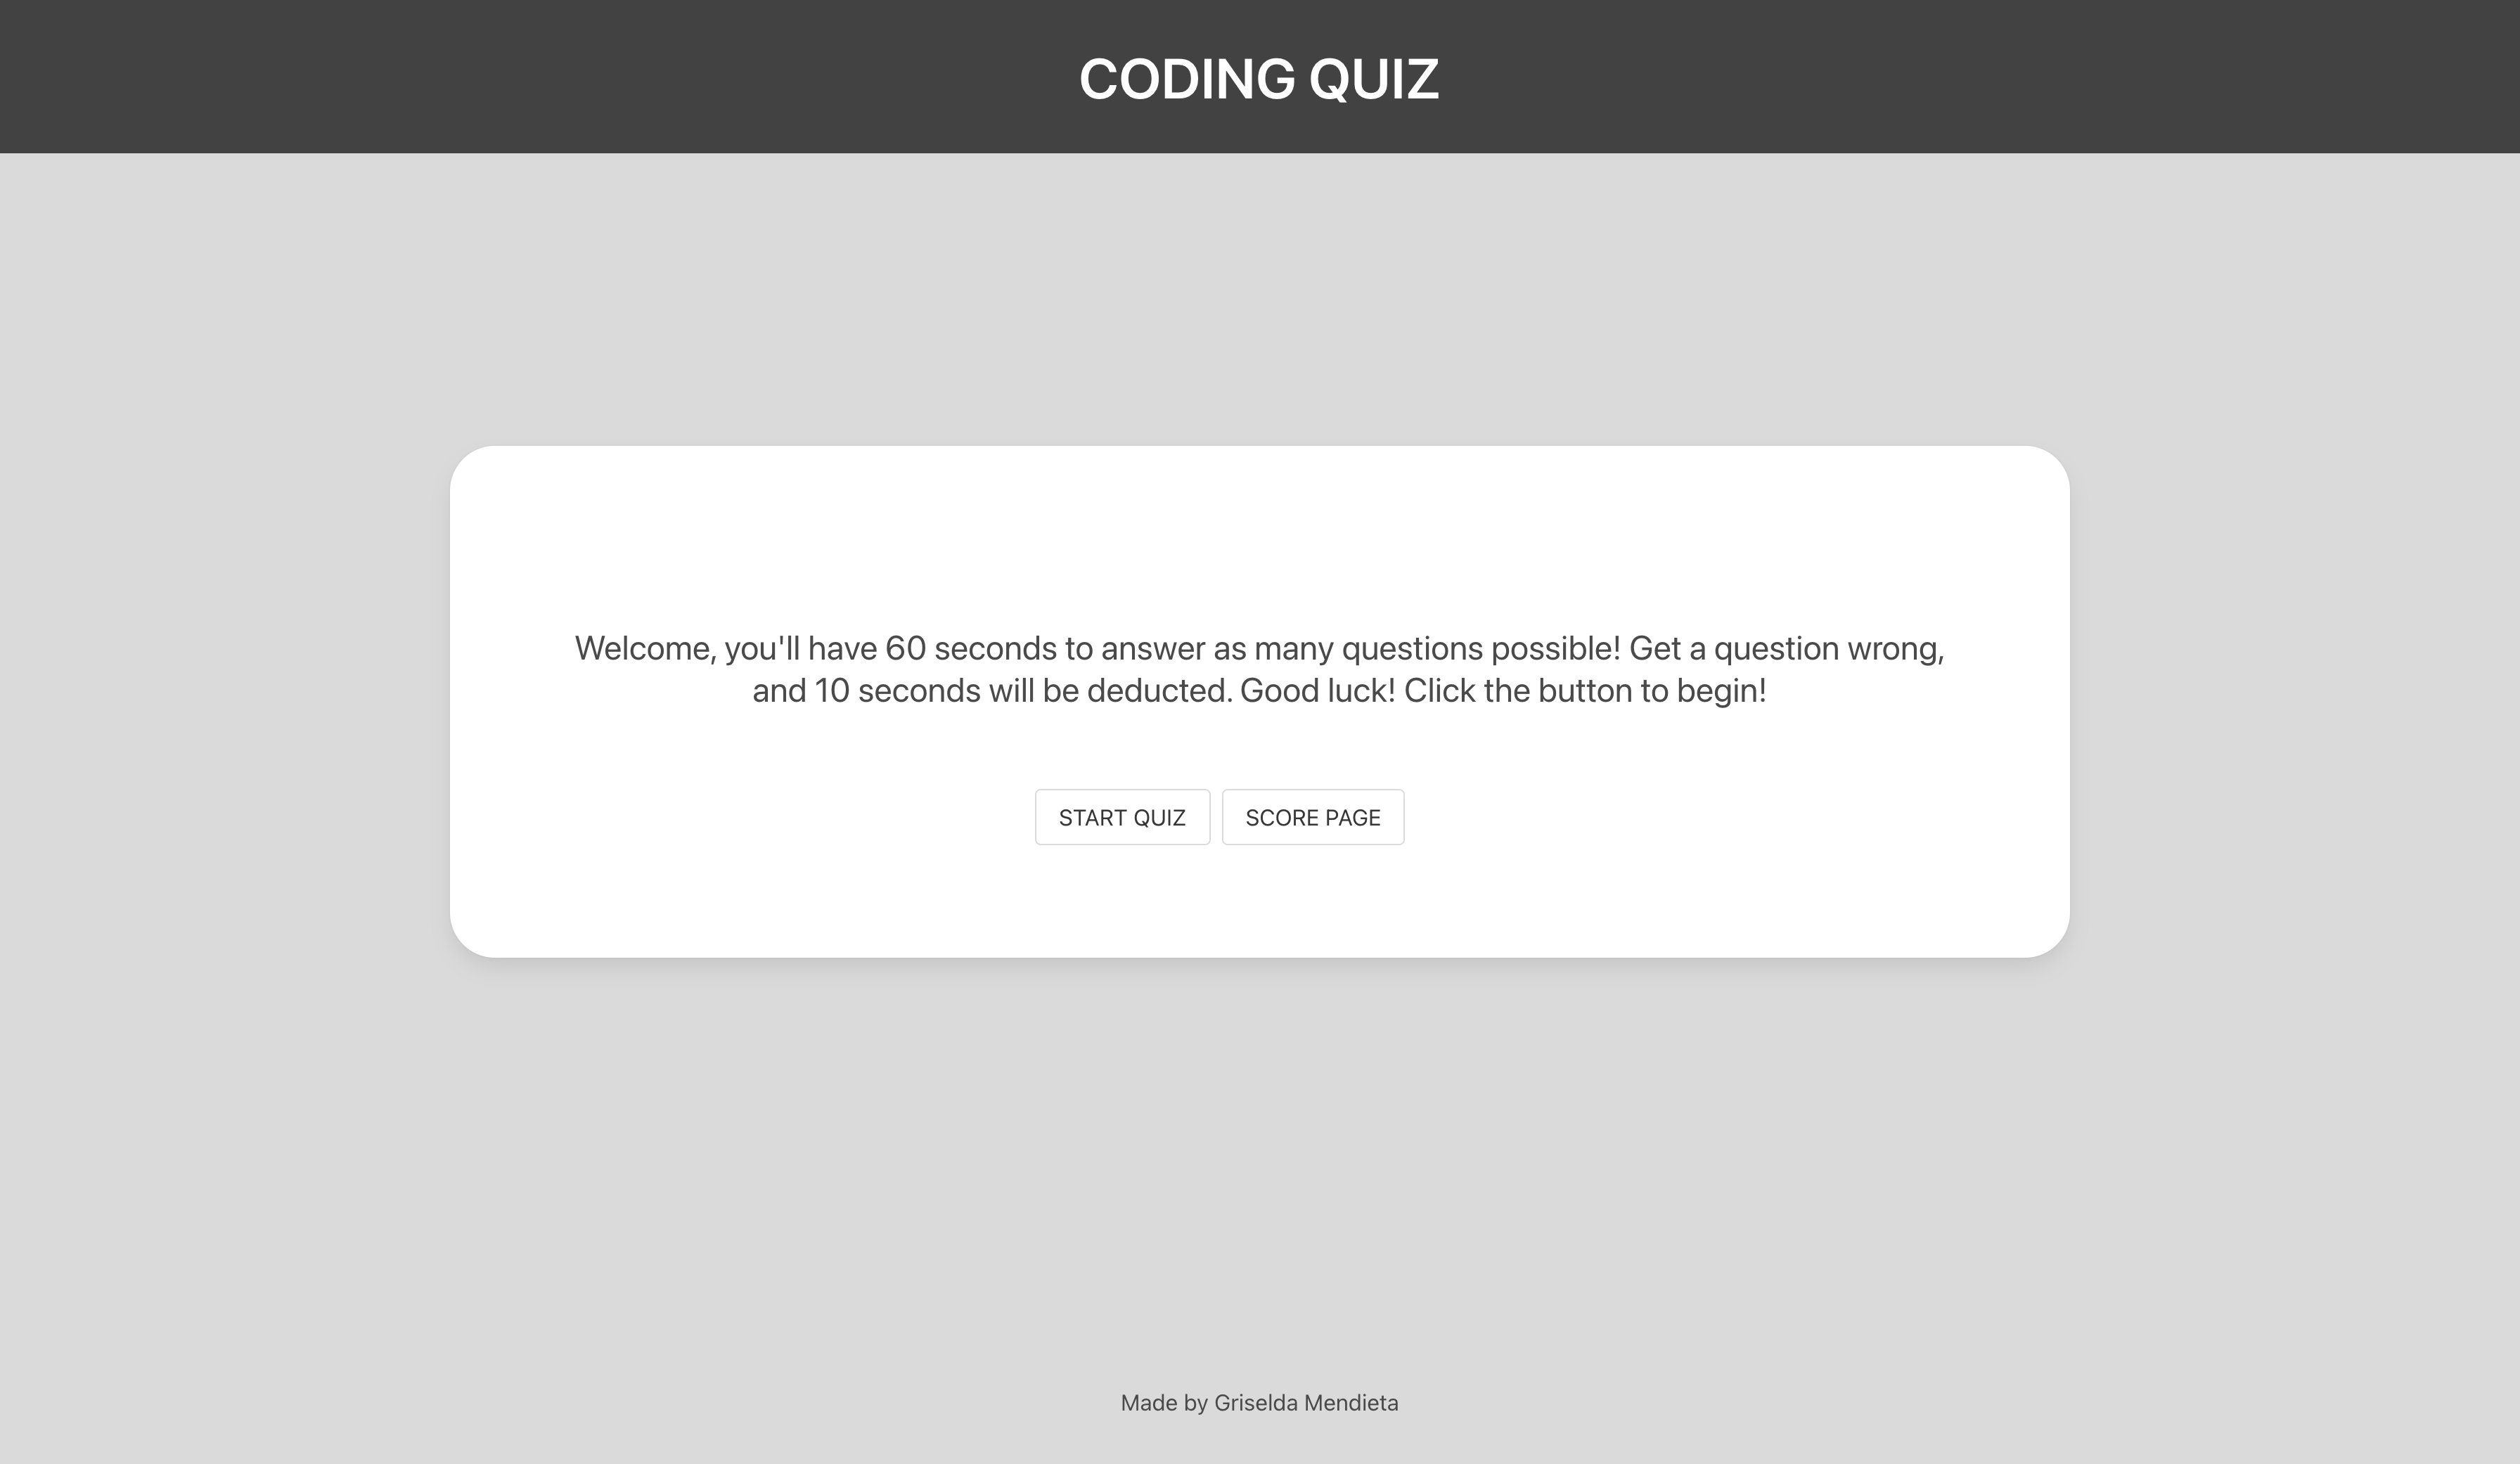 CODING QUIZ
Welcome, you'll have 60 seconds to answer as many questions possible! Get a question wrong,
and 10 seconds will be deducted. Good luck! Click the button to begin!
START QUIZ SCORE PAGE
Made by Griselda Mendieta